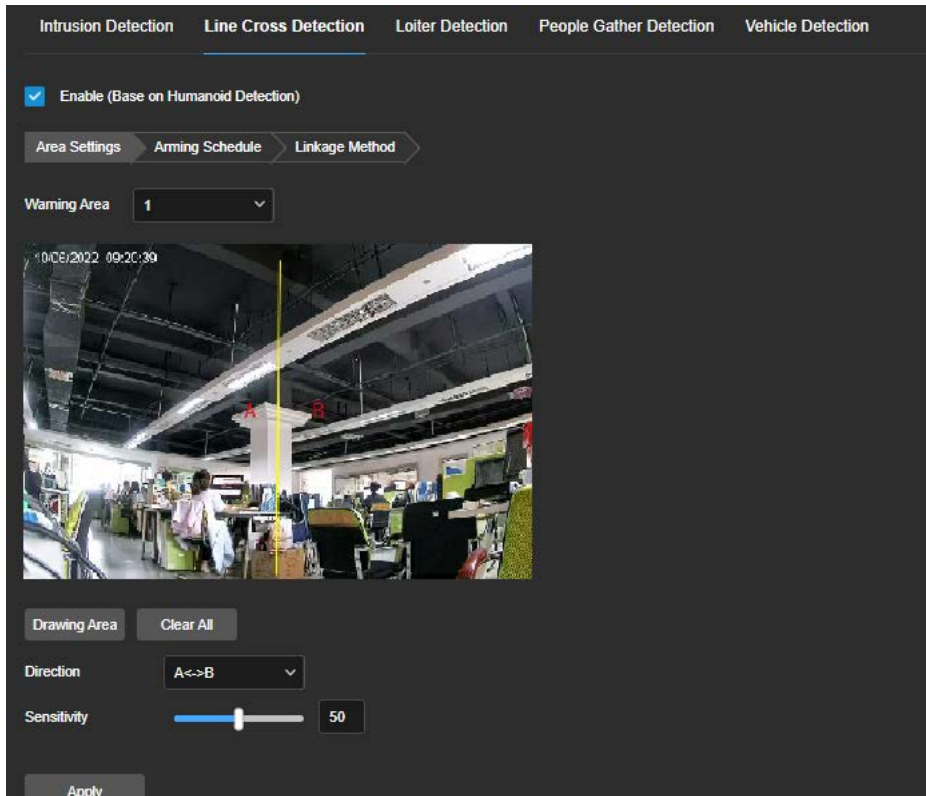 Intrusion Detection Line Cross Detection Loiter Detection People Gather Detection Vehicle Detection
Enable (Base on Humanoid Detection)
Area Settings Arming Schedule Linkage Method
Warning Area 1
10/06/2022 09:20:39
A B
Drawing Area Clear All
Direction A<->B
Sensitivity 50
Apply